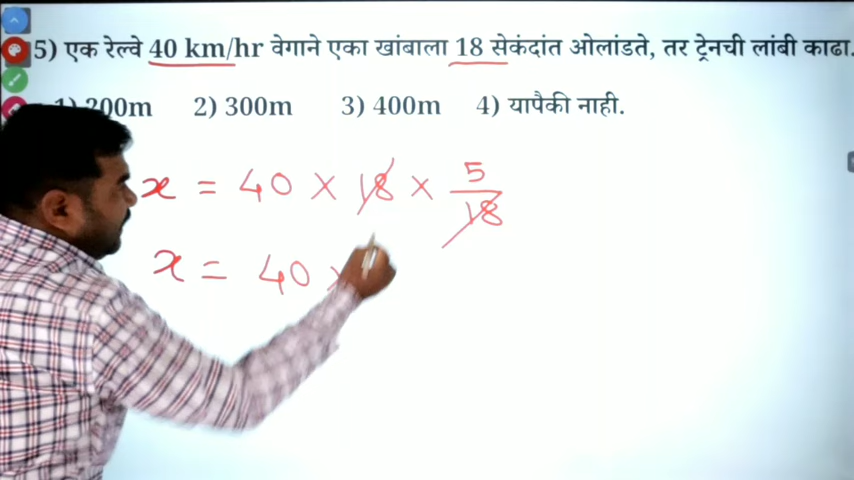 5) एक रेल्वे 40 km/hr वेगाने एका खांबाला 18 सेकंदांत ओलांडते, तर ट्रेनची लांबी काढा.
1) 200m 2) 300m 3) 400m 4) यापैकी नाही.
x = 40 × 18 × 5/18
x = 40 ×